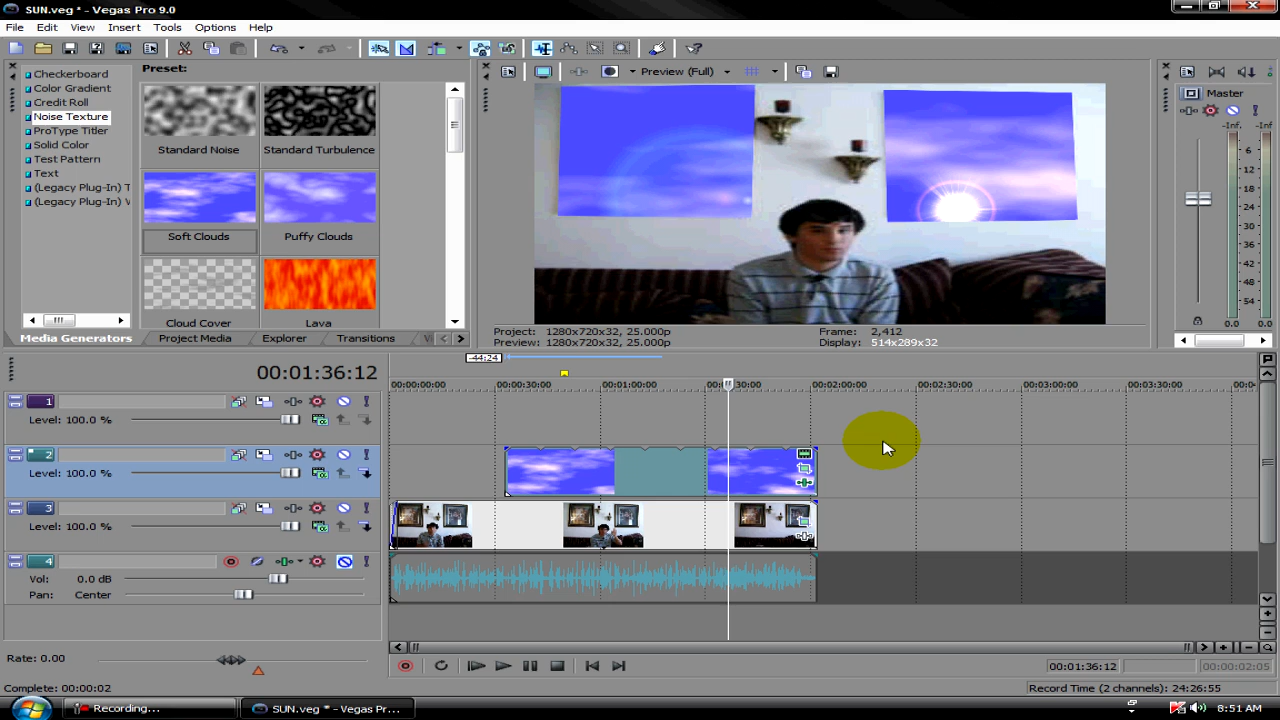 SUN.veg * - Vegas Pro 9.0
File Edit View Insert Tools Options Help
Checkerboard
Color Gradient
Credit Roll
Noise Texture
ProType Titler
Solid Color
Test Pattern
Text
(Legacy Plug-In) T
(Legacy Plug-In) V
Preset:
Standard Noise
Standard Turbulence
Soft Clouds
Puffy Clouds
Cloud Cover
Lava
Media Generators
Project Media
Explorer
Transitions
Preview (Full)
Project: 1280x720x32, 25.000p
Preview: 1280x720x32, 25.000p
Frame: 2,412
Display: 514x289x32
Master
-Inf. -Inf.
6
12
18
24
30
36
42
48
54
0.0 0.0
00:01:36:12
-44:24
00:00:00:00
00:00:30:00
00:01:00:00
00:02:00:00
00:02:30:00
00:03:00:00
00:03:30:00
1
Level: 100.0 %
2
Level: 100.0 %
3
Level: 100.0 %
4
Vol: 0.0 dB
Pan: Center
Rate: 0.00
00:01:36:12
00:00:02:05
Complete: 00:00:02
Record Time (2 channels): 24:26:55
Recording...
SUN.veg * - Vegas Pr...
8:51 AM